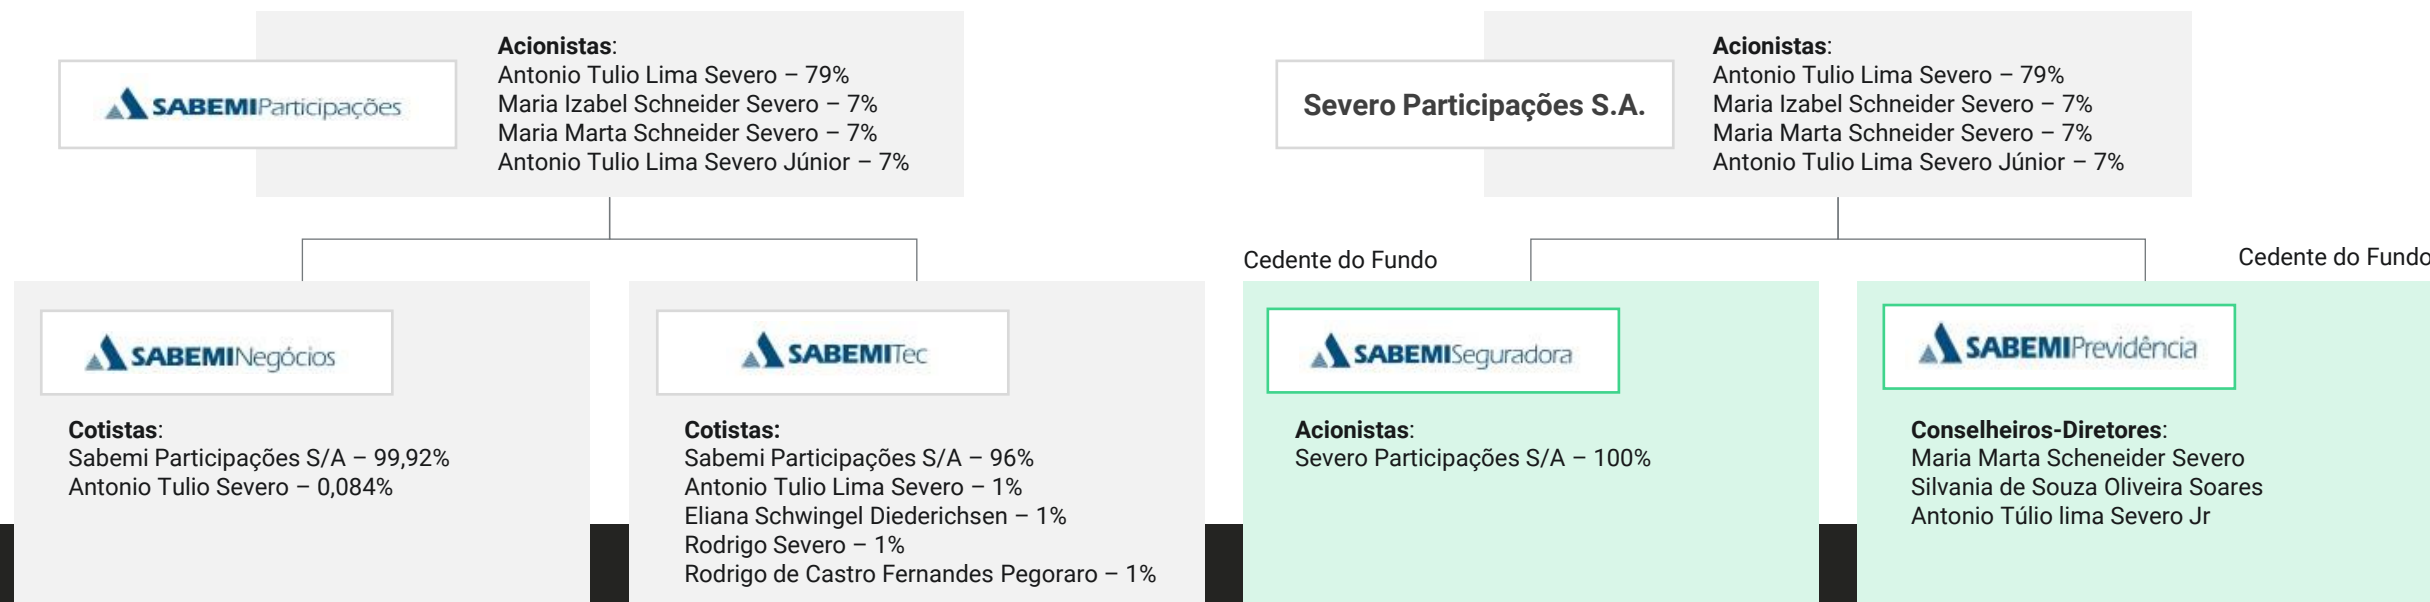 SABEMIParticipações
Acionistas:
Antonio Tulio Lima Severo – 79%
Maria Izabel Schneider Severo – 7%
Maria Marta Schneider Severo – 7%
Antonio Tulio Lima Severo Júnior – 7%
Severo Participações S.A.
Acionistas:
Antonio Tulio Lima Severo – 79%
Maria Izabel Schneider Severo – 7%
Maria Marta Schneider Severo – 7%
Antonio Tulio Lima Severo Júnior – 7%
SABEMINegócios
Cotistas:
Sabemi Participações S/A – 99,92%
Antonio Tulio Severo – 0,084%
SABEMITec
Cotistas:
Sabemi Participações S/A – 96%
Antonio Tulio Lima Severo – 1%
Eliana Schwingel Diederichsen – 1%
Rodrigo Severo – 1%
Rodrigo de Castro Fernandes Pegoraro – 1%
Cedente do Fundo
SABEMISeguradora
Acionistas:
Severo Participações S/A – 100%
Cedente do Fundo
SABEMIPrevidência
Conselheiros-Diretores:
Maria Marta Scheneider Severo
Silvania de Souza Oliveira Soares
Antonio Túlio lima Severo Jr